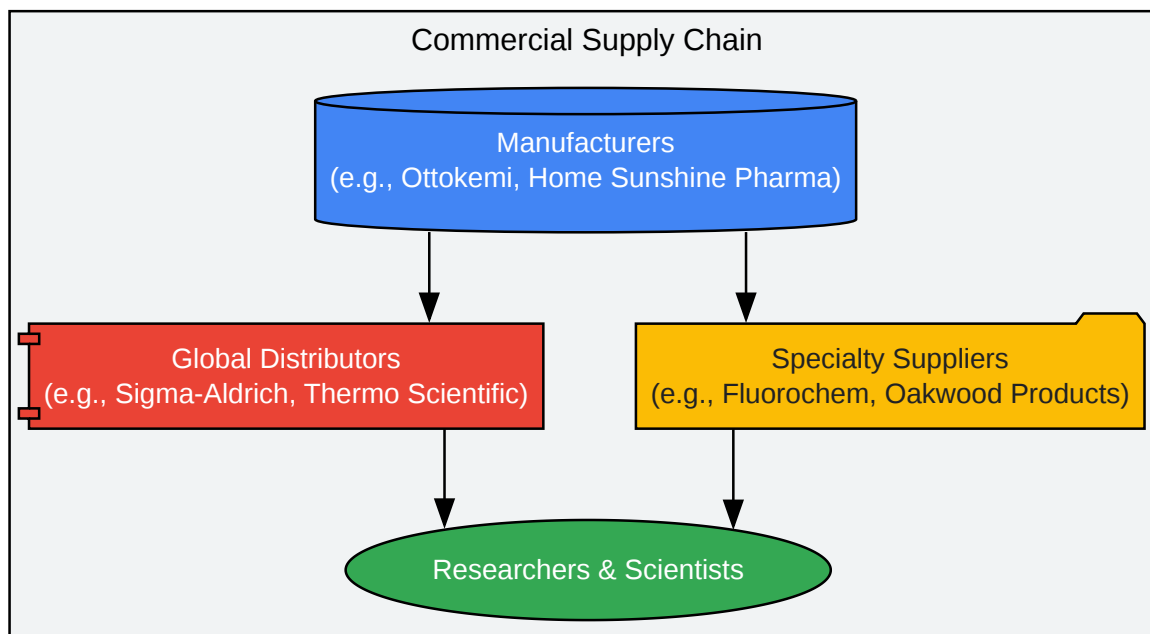 Commercial Supply Chain
Manufacturers
(e.g., Ottokemi, Home Sunshine Pharma)
Global Distributors
(e.g., Sigma-Aldrich, Thermo Scientific)
Specialty Suppliers
(e.g., Fluorochem, Oakwood Products)
Researchers & Scientists